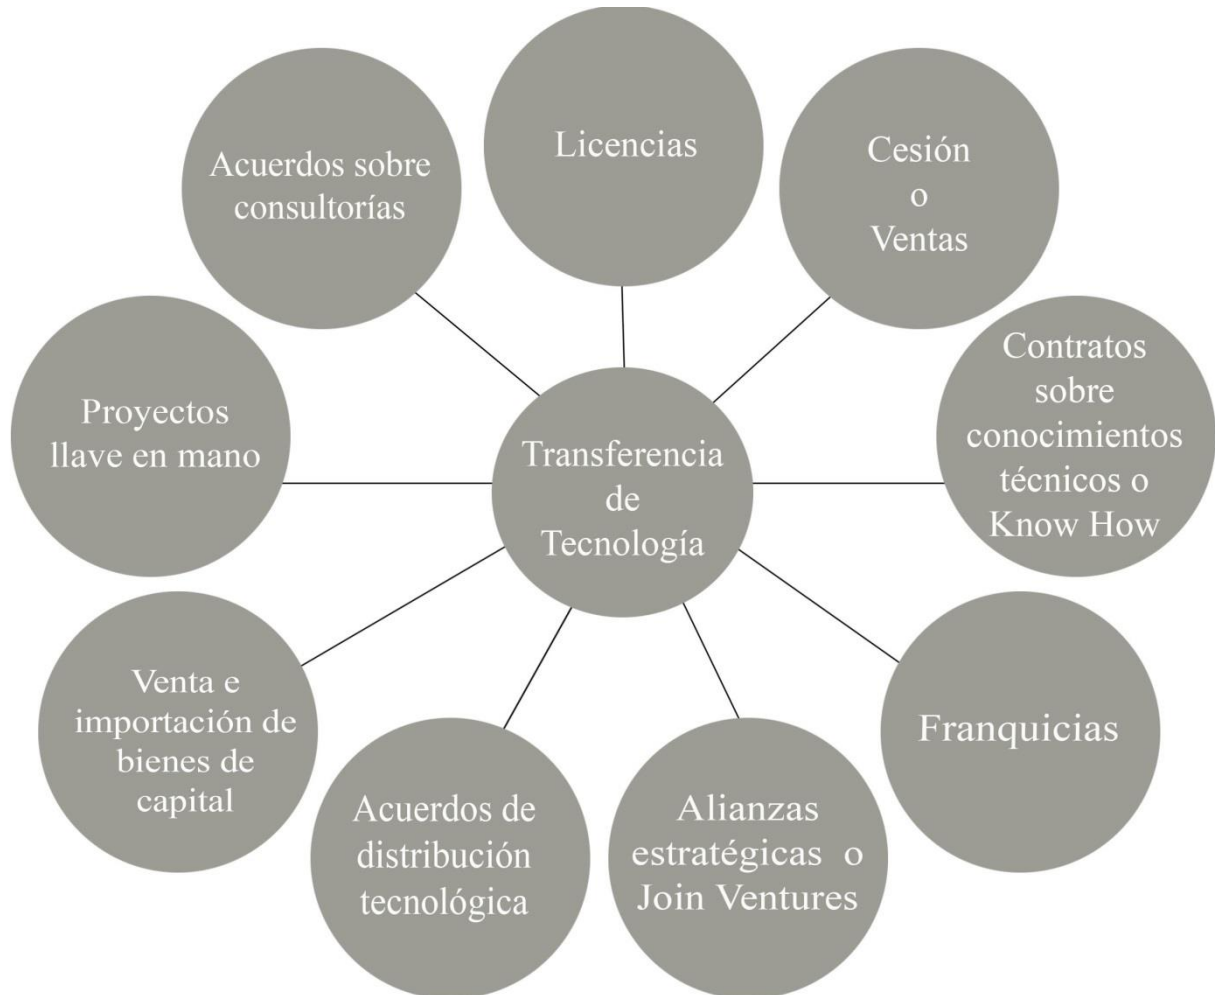 Licencias
Cesión
o
Ventas
Contratos
sobre
conocimientos
técnicos o
Know How
Franquicias
Alianzas
estratégicas o
Join Ventures
Acuerdos de
distribución
tecnológica
Venta e
importación de
bienes de
capital
Proyectos
llave en mano
Acuerdos sobre
consultorías
Transferencia
de
Tecnología